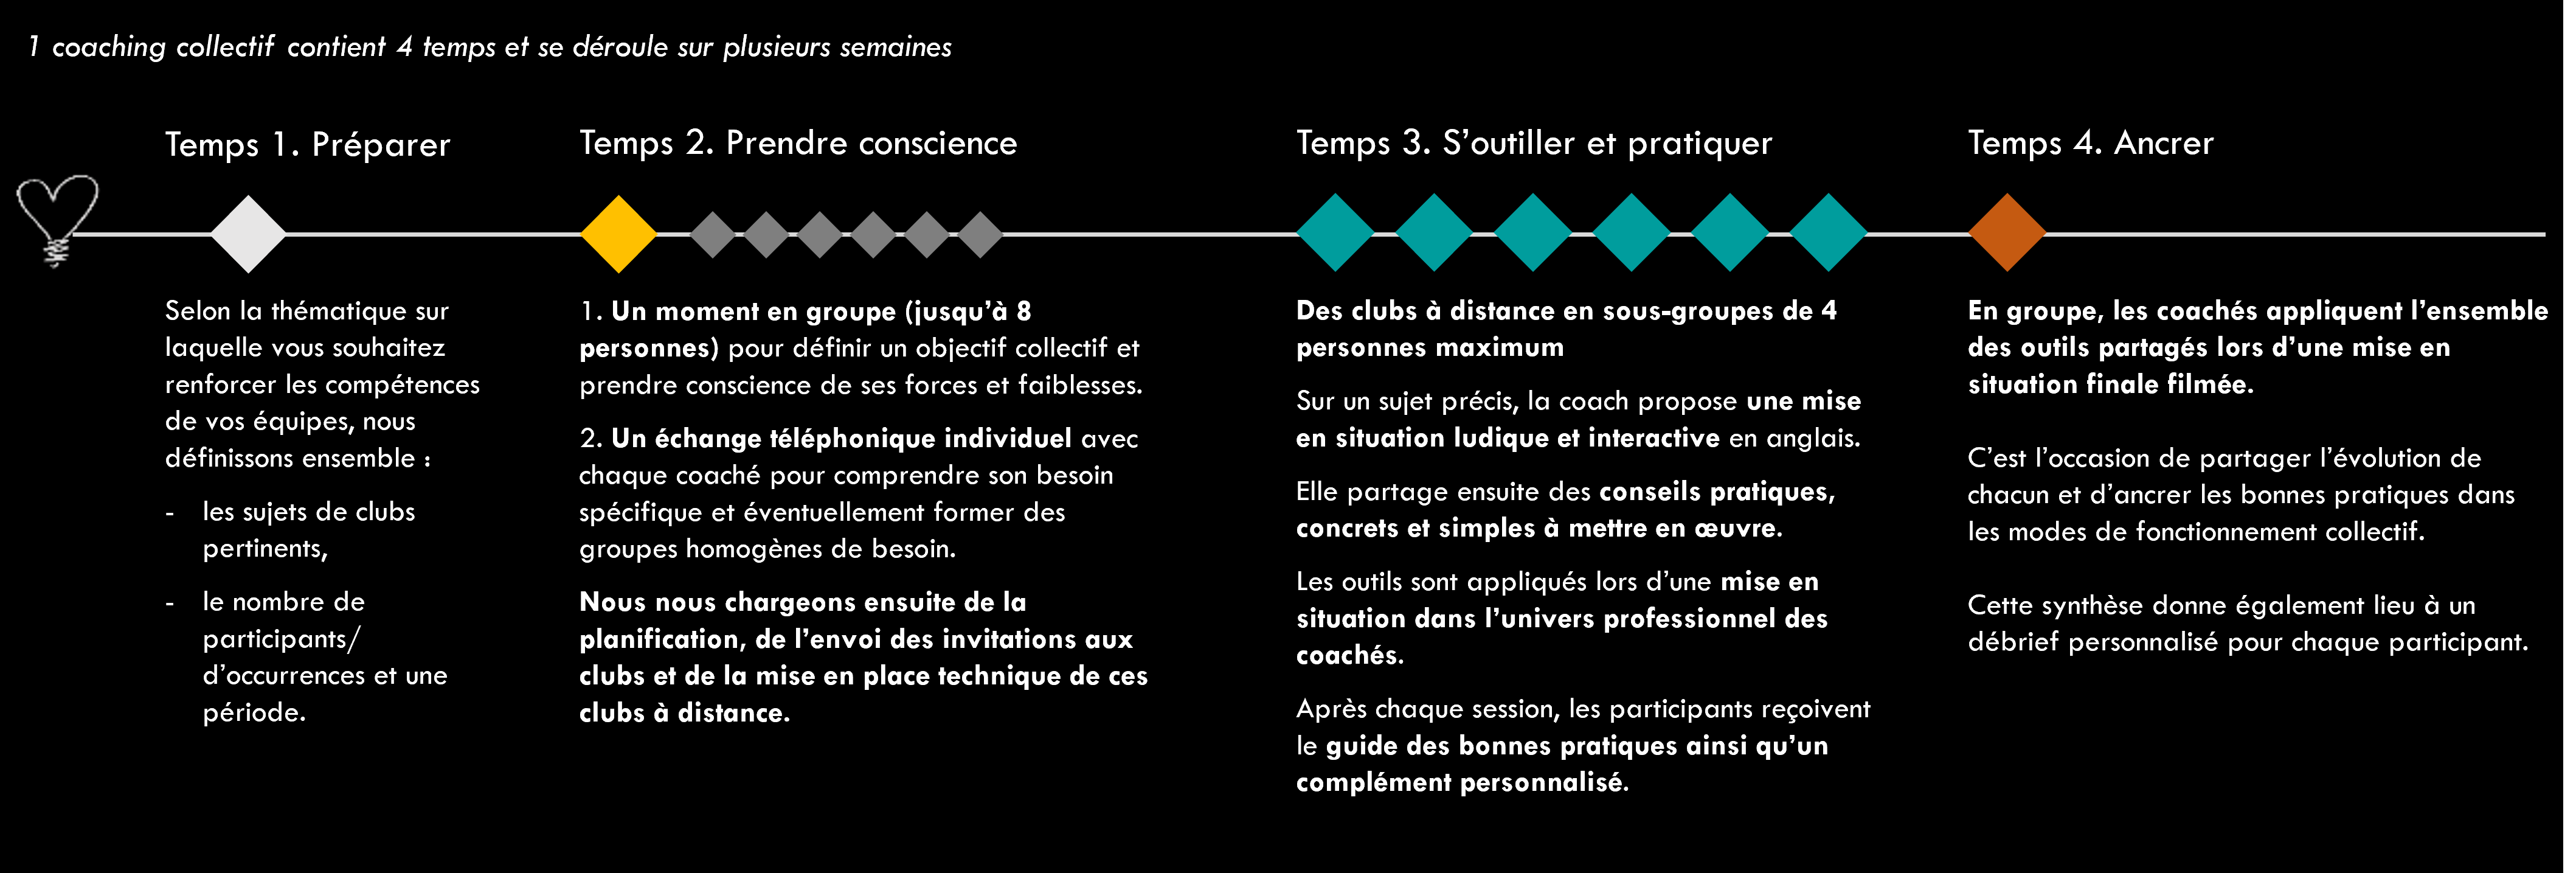 1 coaching collectif contient 4 temps et se déroule sur plusieurs semaines
Temps 1. Préparer
Selon la thématique sur
laquelle vous souhaitez
renforcer les compétences
de vos équipes, nous
définissons ensemble :
- les sujets de clubs
pertinents,
- le nombre de
participants/
d’occurrences et une
période.
Temps 2. Prendre conscience
1. Un moment en groupe (jusqu’à 8
personnes) pour définir un objectif collectif et
prendre conscience de ses forces et faiblesses.
2. Un échange téléphonique individuel avec
chaque coaché pour comprendre son besoin
spécifique et éventuellement former des
groupes homogènes de besoin.
Nous nous chargeons ensuite de la
planification, de l’envoi des invitations aux
clubs et de la mise en place technique de ces
clubs à distance.
Temps 3. S’outiller et pratiquer
Des clubs à distance en sous-groupes de 4
personnes maximum
Sur un sujet précis, la coach propose une mise
en situation ludique et interactive en anglais.
Elle partage ensuite des conseils pratiques,
concrets et simples à mettre en œuvre.
Les outils sont appliqués lors d’une mise en
situation dans l’univers professionnel des
coachés.
Après chaque session, les participants reçoivent
le guide des bonnes pratiques ainsi qu’un
complément personnalisé.
Temps 4. Ancrer
En groupe, les coachés appliquent l’ensemble
des outils partagés lors d’une mise en
situation finale filmée.
C’est l’occasion de partager l’évolution de
chacun et d’ancrer les bonnes pratiques dans
les modes de fonctionnement collectif.
Cette synthèse donne également lieu à un
débrief personnalisé pour chaque participant.